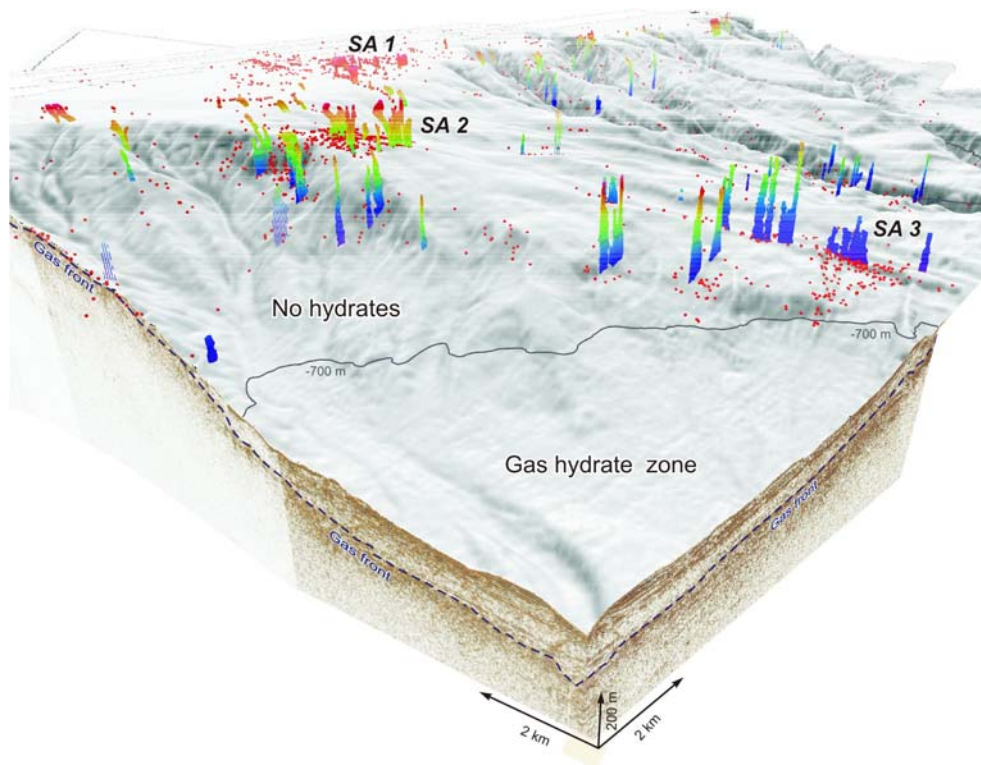 SA 1
SA 2
SA 3
Gas front
No hydrates
-700 m
-700 m
Gas hydrate zone
Gas front
Gas front
200 m
2 km
2 km